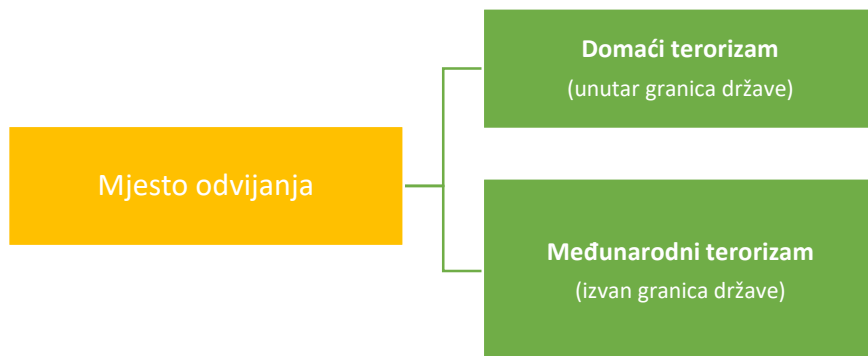 Mjesto odvijanja
Domaći terorizam
(unutar granica države)
Međunarodni terorizam
(izvan granica države)